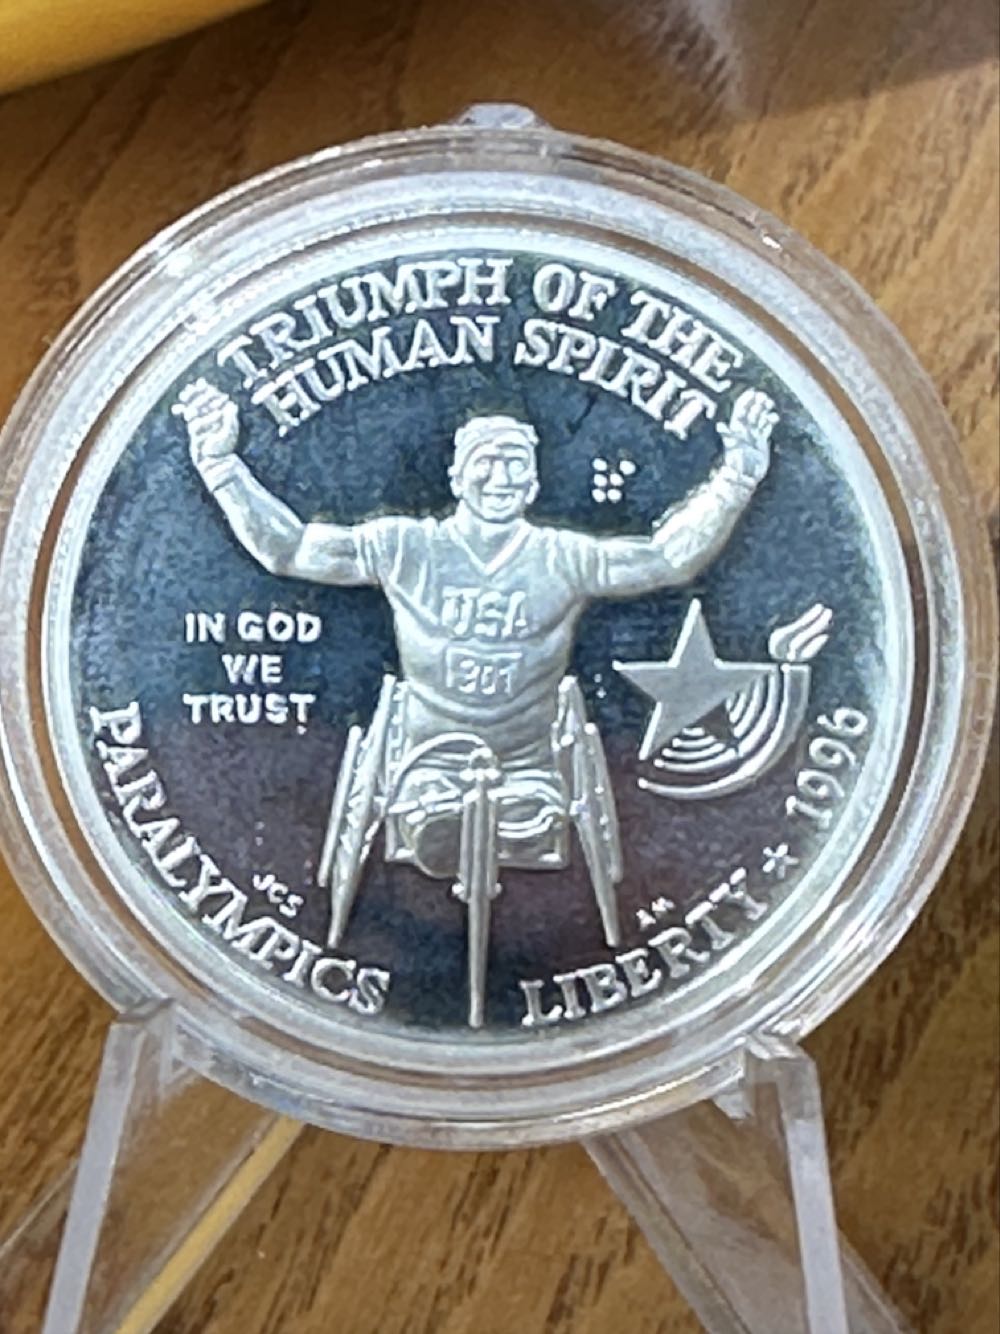 TRIUMPH OF THE
HUMAN SPIRIT
USA
301
IN GOD
WE
TRUST
PARALYMPICS
LIBERTY * 1996
JCS